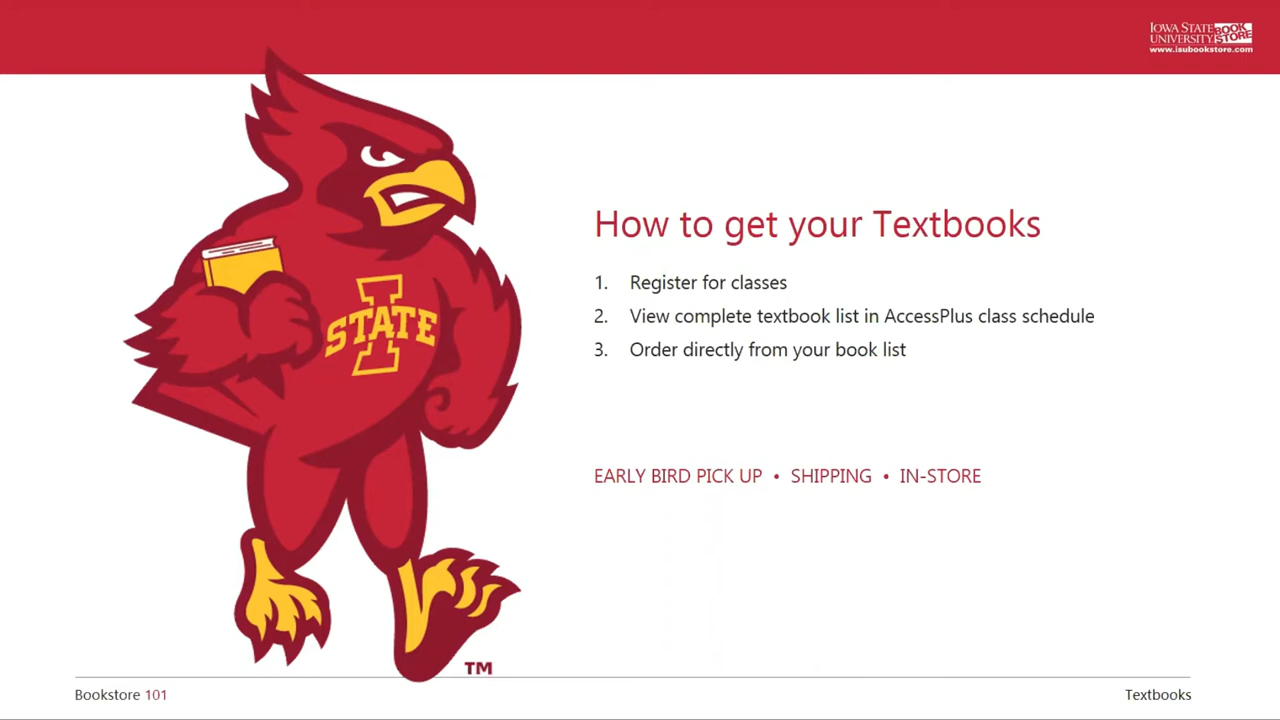 IOWA STATE
UNIVERSITY
BOOK
STORE
www.isubookstore.com
STATE
I
How to get your Textbooks
1. Register for classes
2. View complete textbook list in AccessPlus class schedule
3. Order directly from your book list
EARLY BIRD PICK UP • SHIPPING • IN-STORE
TM
Bookstore 101
Textbooks